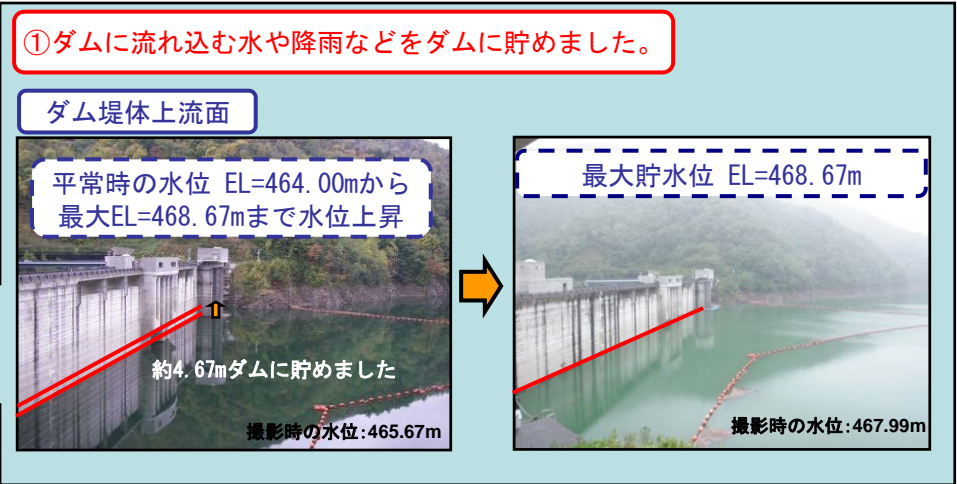 ①ダムに流れ込む水や降雨などをダムに貯めました。
ダム堤体上流面
平常時の水位 EL=464.00mから
最大EL=468.67mまで水位上昇
約4.67mダムに貯めました
撮影時の水位:465.67m
最大貯水位 EL=468.67m
撮影時の水位:467.99m